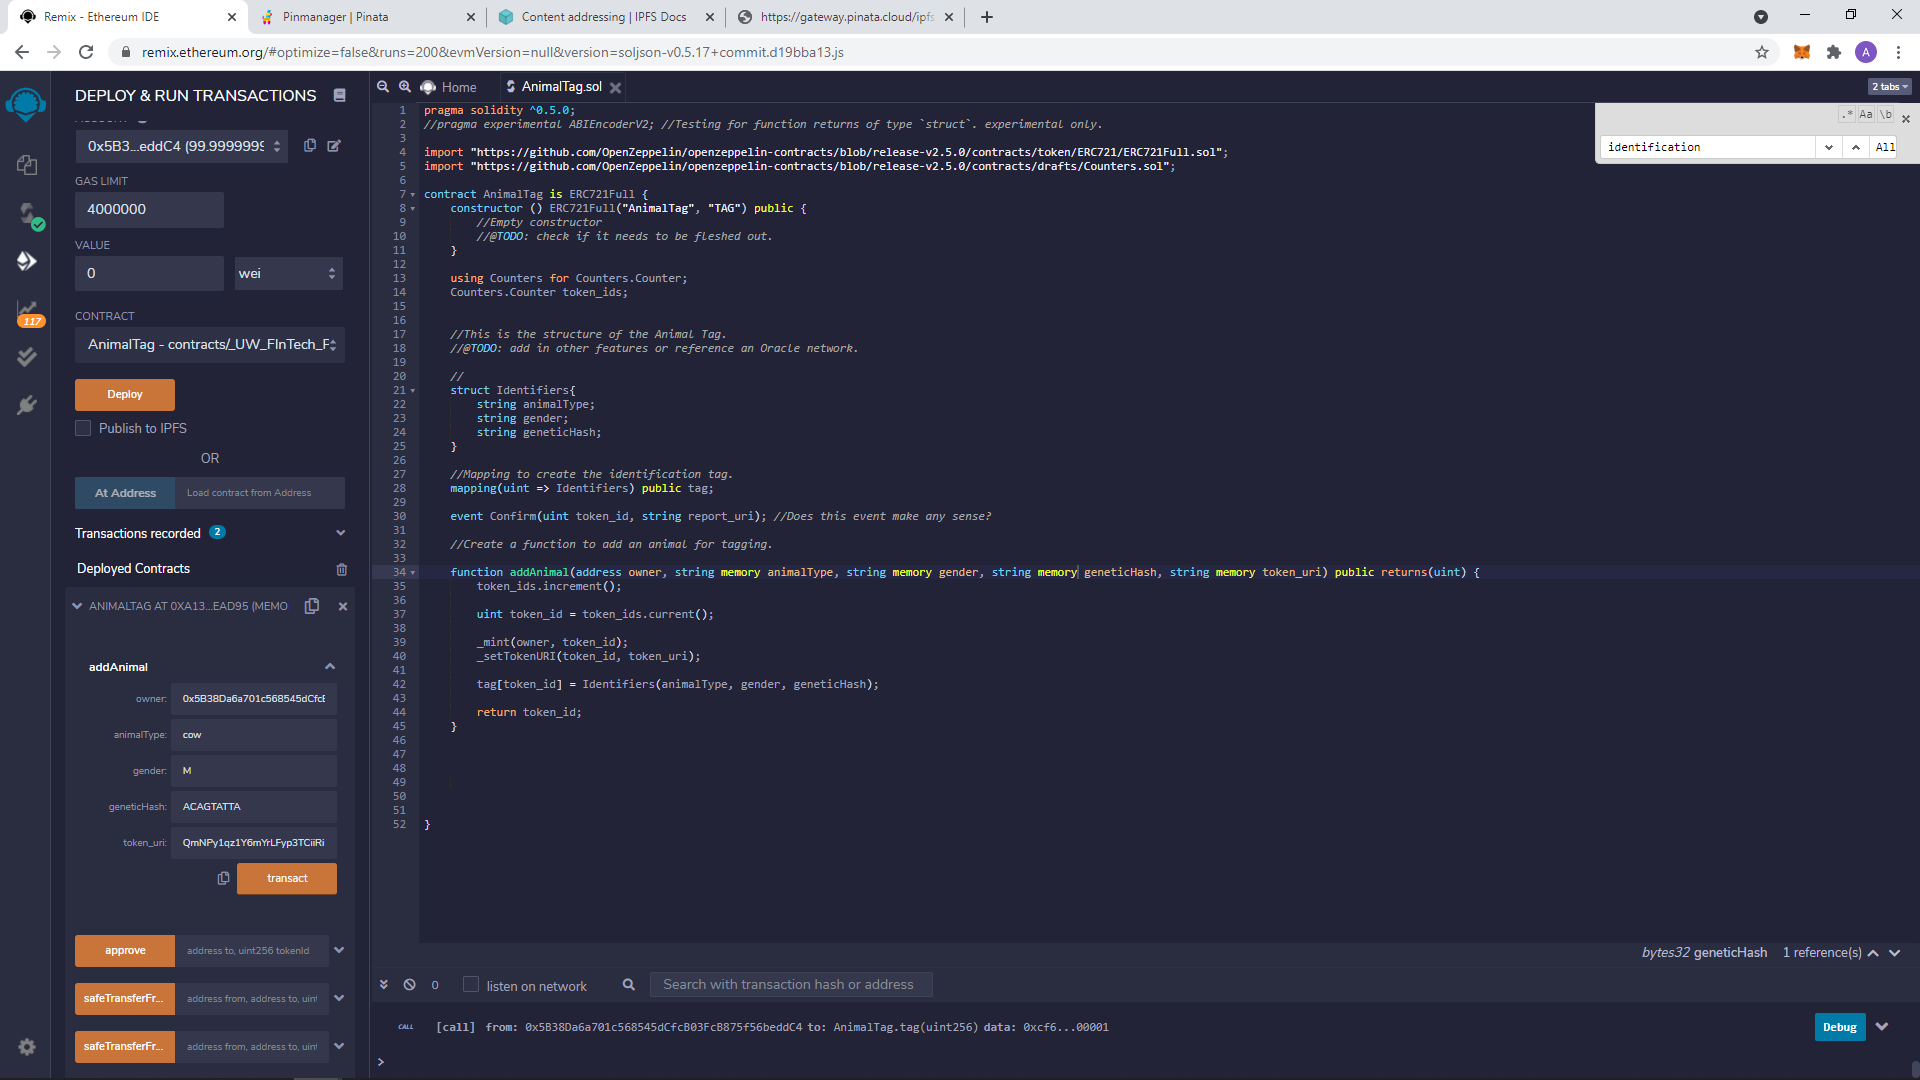 Remix - Ethereum IDE
Pinmanager | Pinata
Content addressing | IPFS Docs
https://gateway.pinata.cloud/ipfs
remix.ethereum.org/#optimize=false&runs=200&evmVersion=null&version=soljson-v0.5.17+commit.d19bba13.js
A
DEPLOY & RUN TRANSACTIONS
0x5B3...eddC4 (99.9999999
GAS LIMIT
4000000
VALUE
0
wei
CONTRACT
AnimalTag - contracts/_UW_FInTech_F
Deploy
Publish to IPFS
OR
At Address
Load contract from Address
Transactions recorded 2
Deployed Contracts
ANIMALTAG AT 0XA13...EAD95 (MEMO
addAnimal
owner: 0x5B38Da6a701c568545dCfcB
animalType: cow
gender: M
geneticHash: ACAGTATTA
token_uri: QmNPy1qz1Y6mYrLFyp3TCiiRi
transact
approve address to, uint256 tokenId
safeTransferFr... address from, address to, uint
safeTransferFr... address from, address to, uint
117
Home
AnimalTag.sol
2 tabs
.* Aa \b
identification
All
1 pragma solidity ^0.5.0;
2 //pragma experimental ABIEncoderV2; //Testing for function returns of type `struct`. experimental only.
3
4 import "https://github.com/OpenZeppelin/openzeppelin-contracts/blob/release-v2.5.0/contracts/token/ERC721/ERC721Full.sol";
5 import "https://github.com/OpenZeppelin/openzeppelin-contracts/blob/release-v2.5.0/contracts/drafts/Counters.sol";
6
7 contract AnimalTag is ERC721Full {
8 constructor () ERC721Full("AnimalTag", "TAG") public {
9 //Empty constructor
10 //@TODO: check if it needs to be fleshed out.
11 }
12
13 using Counters for Counters.Counter;
14 Counters.Counter token_ids;
15
16
17 //This is the structure of the Animal Tag.
18 //@TODO: add in other features or reference an Oracle network.
19
20 //
21 struct Identifiers{
22 string animalType;
23 string gender;
24 string geneticHash;
25 }
26
27 //Mapping to create the identification tag.
28 mapping(uint => Identifiers) public tag;
29
30 event Confirm(uint token_id, string report_uri); //Does this event make any sense?
31
32 //Create a function to add an animal for tagging.
33
34 function addAnimal(address owner, string memory animalType, string memory gender, string memory geneticHash, string memory token_uri) public returns(uint) {
35 token_ids.increment();
36
37 uint token_id = token_ids.current();
38
39 _mint(owner, token_id);
40 _setTokenURI(token_id, token_uri);
41
42 tag[token_id] = Identifiers(animalType, gender, geneticHash);
43
44 return token_id;
45 }
46
47
48
49
50
51
52 }
bytes32 geneticHash 1 reference(s)
0
listen on network
Search with transaction hash or address
CALL [call] from: 0x5B38Da6a701c568545dCfcB03FcB875f56beddC4 to: AnimalTag.tag(uint256) data: 0xcf6...00001
Debug
>